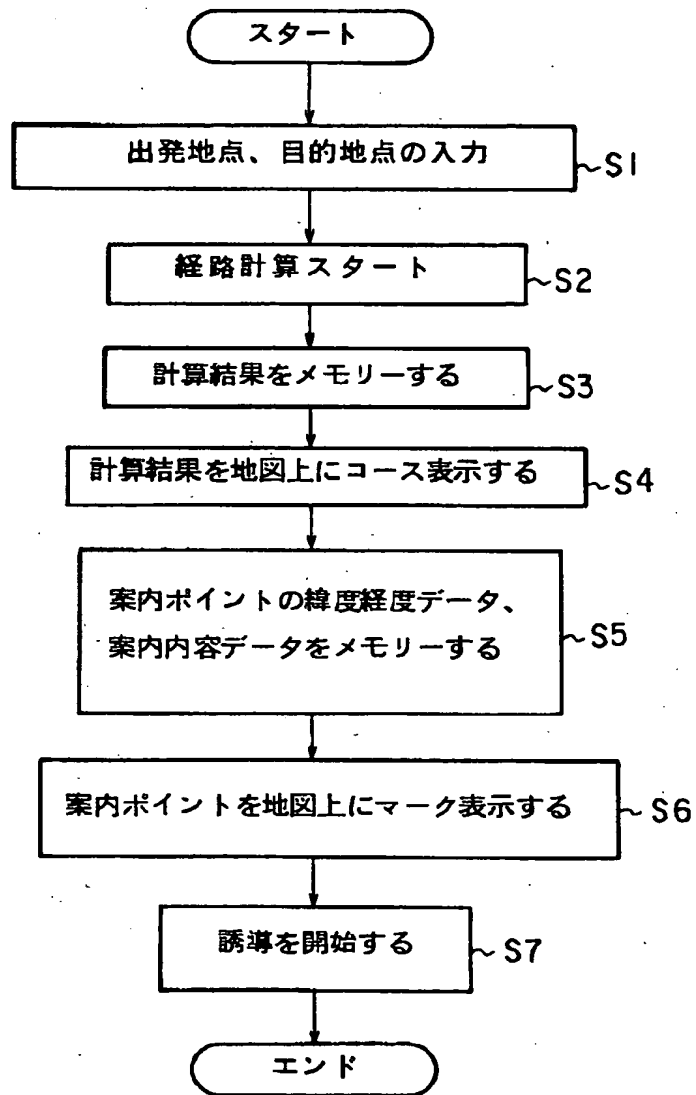 スタート
出発地点、目的地点の入力
S1
経路計算スタート
S2
計算結果をメモリーする
S3
計算結果を地図上にコース表示する
S4
案内ポイントの緯度経度データ、
案内内容データをメモリーする
S5
案内ポイントを地図上にマーク表示する
S6
誘導を開始する
S7
エンド